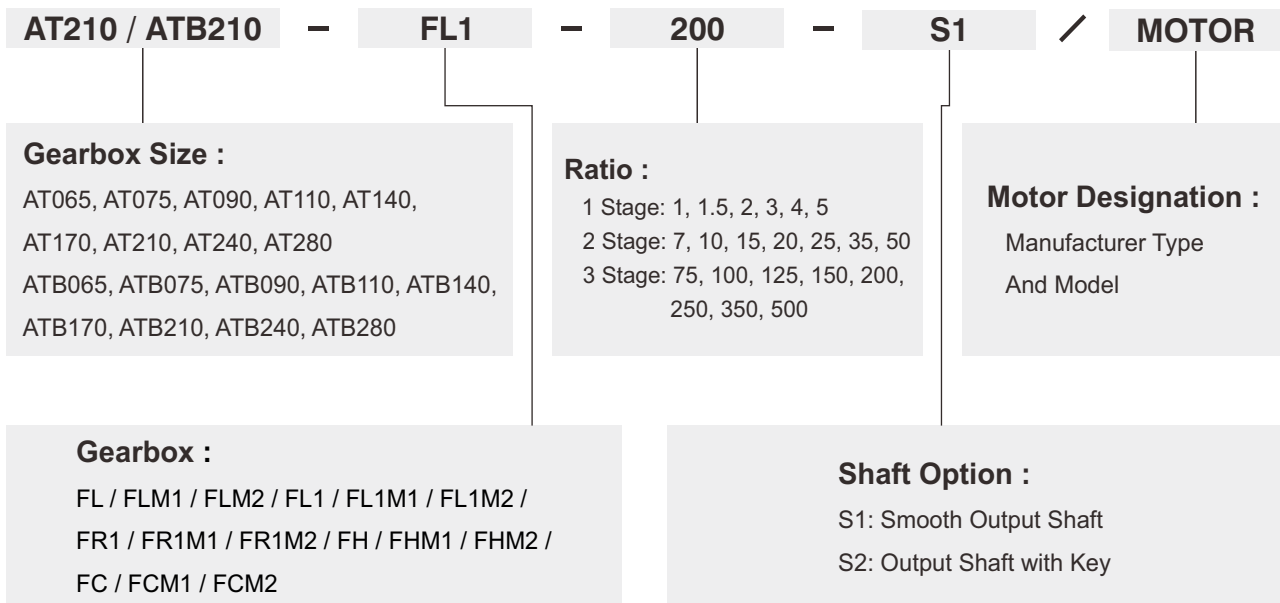 AT210 / ATB210 – FL1 – 200 – S1 / MOTOR
Gearbox Size :
AT065, AT075, AT090, AT110, AT140,
AT170, AT210, AT240, AT280
ATB065, ATB075, ATB090, ATB110, ATB140,
ATB170, ATB210, ATB240, ATB280
Ratio :
1 Stage: 1, 1.5, 2, 3, 4, 5
2 Stage: 7, 10, 15, 20, 25, 35, 50
3 Stage: 75, 100, 125, 150, 200,
250, 350, 500
Motor Designation :
Manufacturer Type
And Model
Gearbox :
FL / FLM1 / FLM2 / FL1 / FL1M1 / FL1M2 /
FR1 / FR1M1 / FR1M2 / FH / FHM1 / FHM2 /
FC / FCM1 / FCM2
Shaft Option :
S1: Smooth Output Shaft
S2: Output Shaft with Key